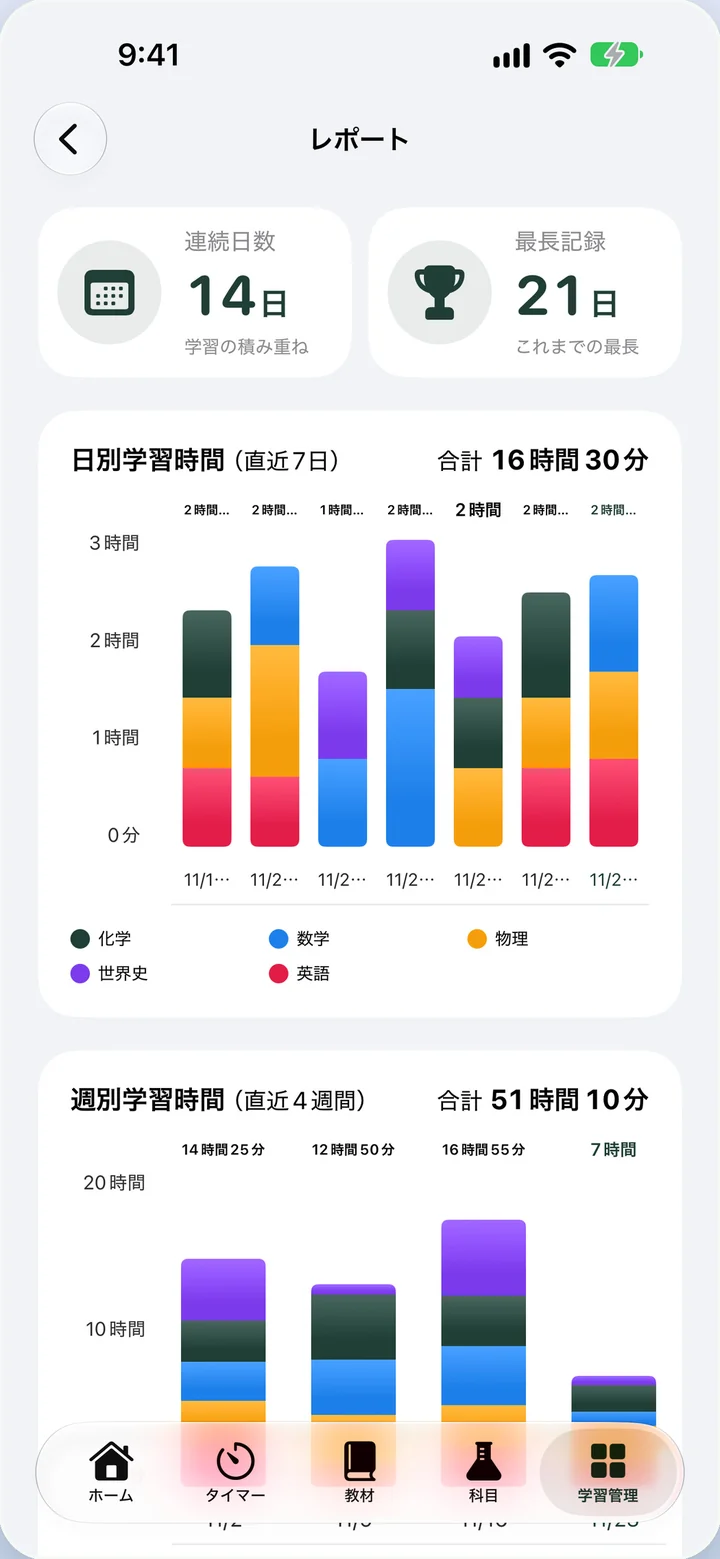 9:41
レポート
連続日数
14日
学習の積み重ね
最長記録
21日
これまでの最長
日別学習時間（直近7日）
合計 16時間30分
2時間... 2時間... 1時間... 2時間... 2時間 2時間... 2時間...
3時間
2時間
1時間
0分
11/1… 11/2… 11/2… 11/2… 11/2… 11/2… 11/2…
化学 数学 物理
世界史 英語
週別学習時間（直近4週間）
合計 51時間10分
14時間25分 12時間50分 16時間55分 7時間
20時間
10時間
ホーム タイマー 教材 科目 学習管理